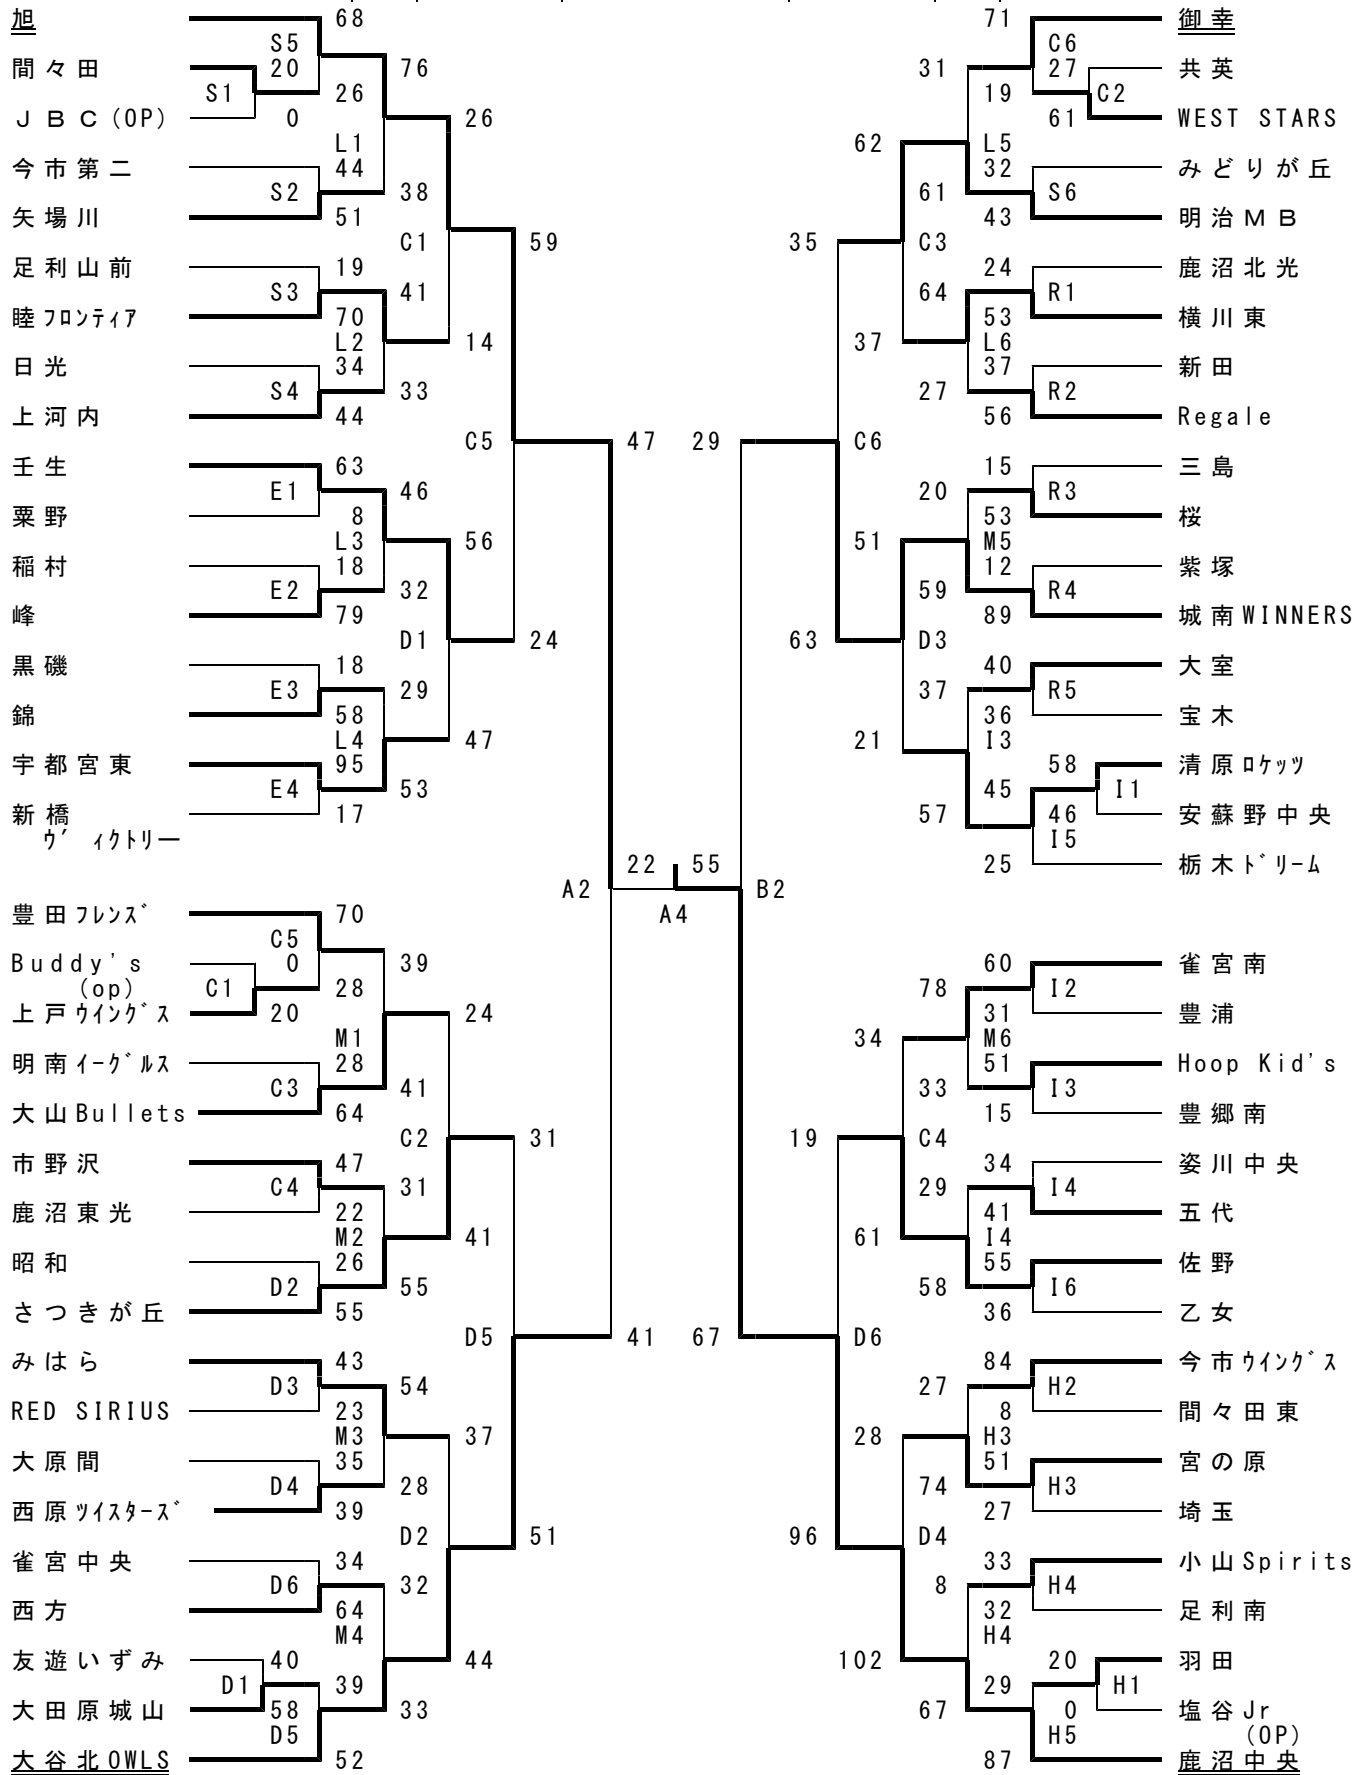 旭 68 71 御幸
S5 C6
間々田 20 76 31 27 共英
S1 26 19 C2
ＪＢＣ(OP) 0 26 61 WEST STARS
L1 62 L5
今市第二 44 32 みどりが丘
S2 38 61 S6
矢場川 51 43 明治ＭＢ
C1 59 35 C3
足利山前 19 24 鹿沼北光
S3 41 64 R1
睦フロンティア 70 53 横川東
L2 14 37 L6
日光 34 37 新田
S4 33 27 R2
上河内 44 56 Regale
C5 47 29 C6
壬生 63 15 三島
E1 46 20 R3
粟野 8 53 桜
L3 56 51 M5
稲村 18 12 紫塚
E2 32 59 R4
峰 79 89 城南WINNERS
D1 24 63 D3
黒磯 18 40 大室
E3 29 37 R5
錦 58 36 宝木
L4 47 21 I3
宇都宮東 95 58 清原ロケッツ
E4 53 45 I1
新橋 17 57 46 安蘇野中央
ヴィクトリー I5
22 55 25 栃木ドリーム
A2 B2
豊田フレンズ 70 A4
C5
Buddy's 0 39 60 雀宮南
(op) C1 28 78 I2
上戸ウイングス 20 24 31 豊浦
M1 34 M6
明南イーグルス 28 51 Hoop Kid's
C3 41 33 I3
大山Bullets 64 15 豊郷南
C2 31 19 C4
市野沢 47 34 姿川中央
C4 31 29 I4
鹿沼東光 22 41 五代
M2 41 61 I4
昭和 26 55 佐野
D2 55 58 I6
さつきが丘 55 36 乙女
D5 41 67 D6
みはら 43 84 今市ウイングス
D3 54 27 H2
RED SIRIUS 23 8 間々田東
M3 37 28 H3
大原間 35 51 宮の原
D4 28 74 H3
西原ツイスターズ 39 27 埼玉
D2 51 96 D4
雀宮中央 34 33 小山Spirits
D6 32 8 H4
西方 64 32 足利南
M4 H4
友遊いずみ 40 44 102 20 羽田
D1 39 29 H1
大田原城山 58 33 67 0 塩谷Jr
D5 H5 (OP)
大谷北OWLS 52 87 鹿沼中央